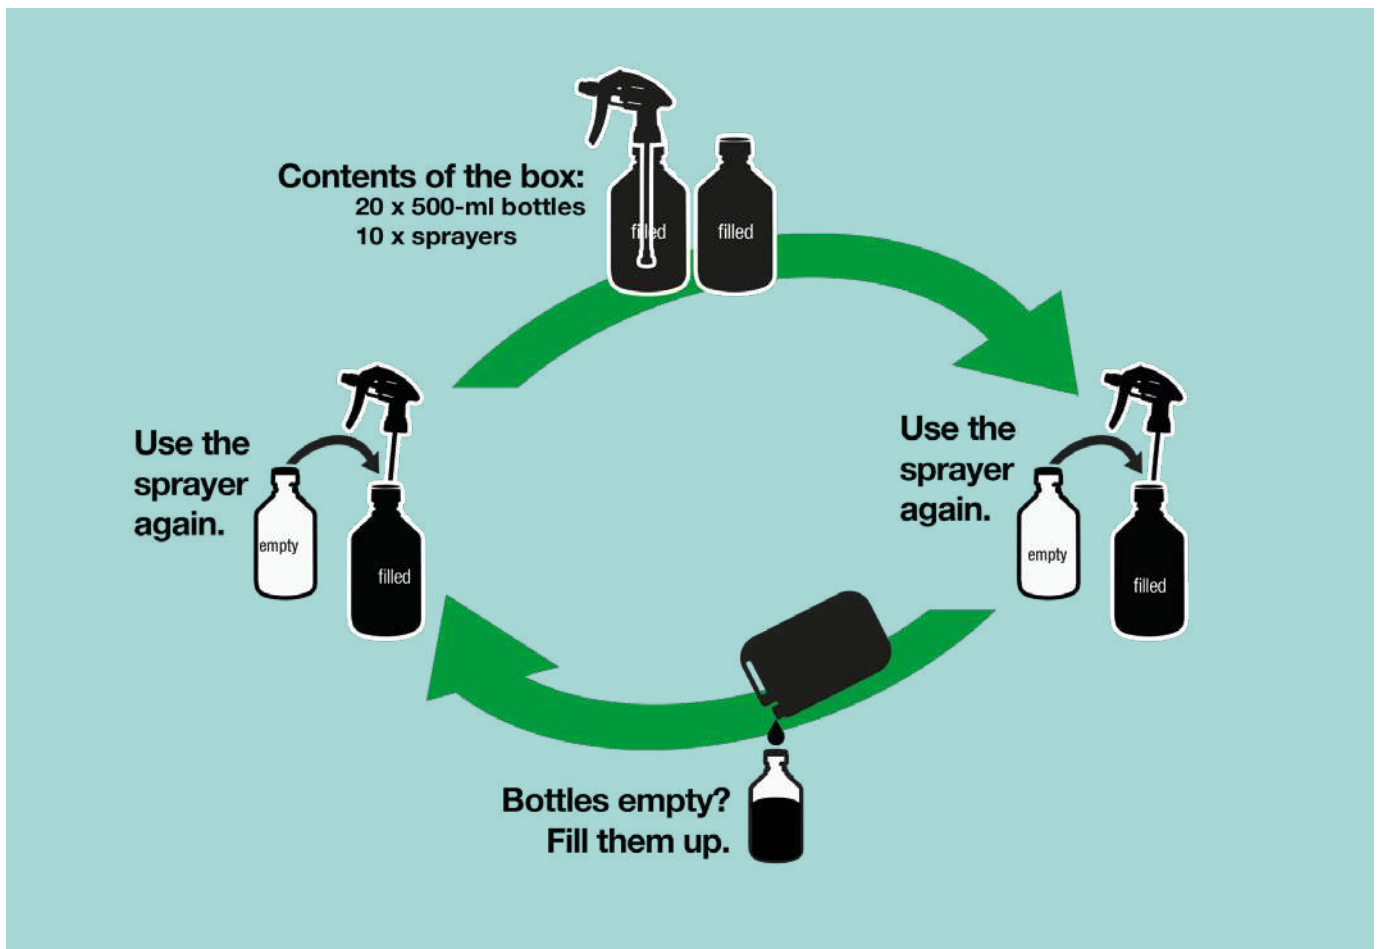 Contents of the box:
20 x 500-ml bottles
10 x sprayers
filled
filled
Use the
sprayer
again.
empty
filled
Use the
sprayer
again.
empty
filled
Bottles empty?
Fill them up.